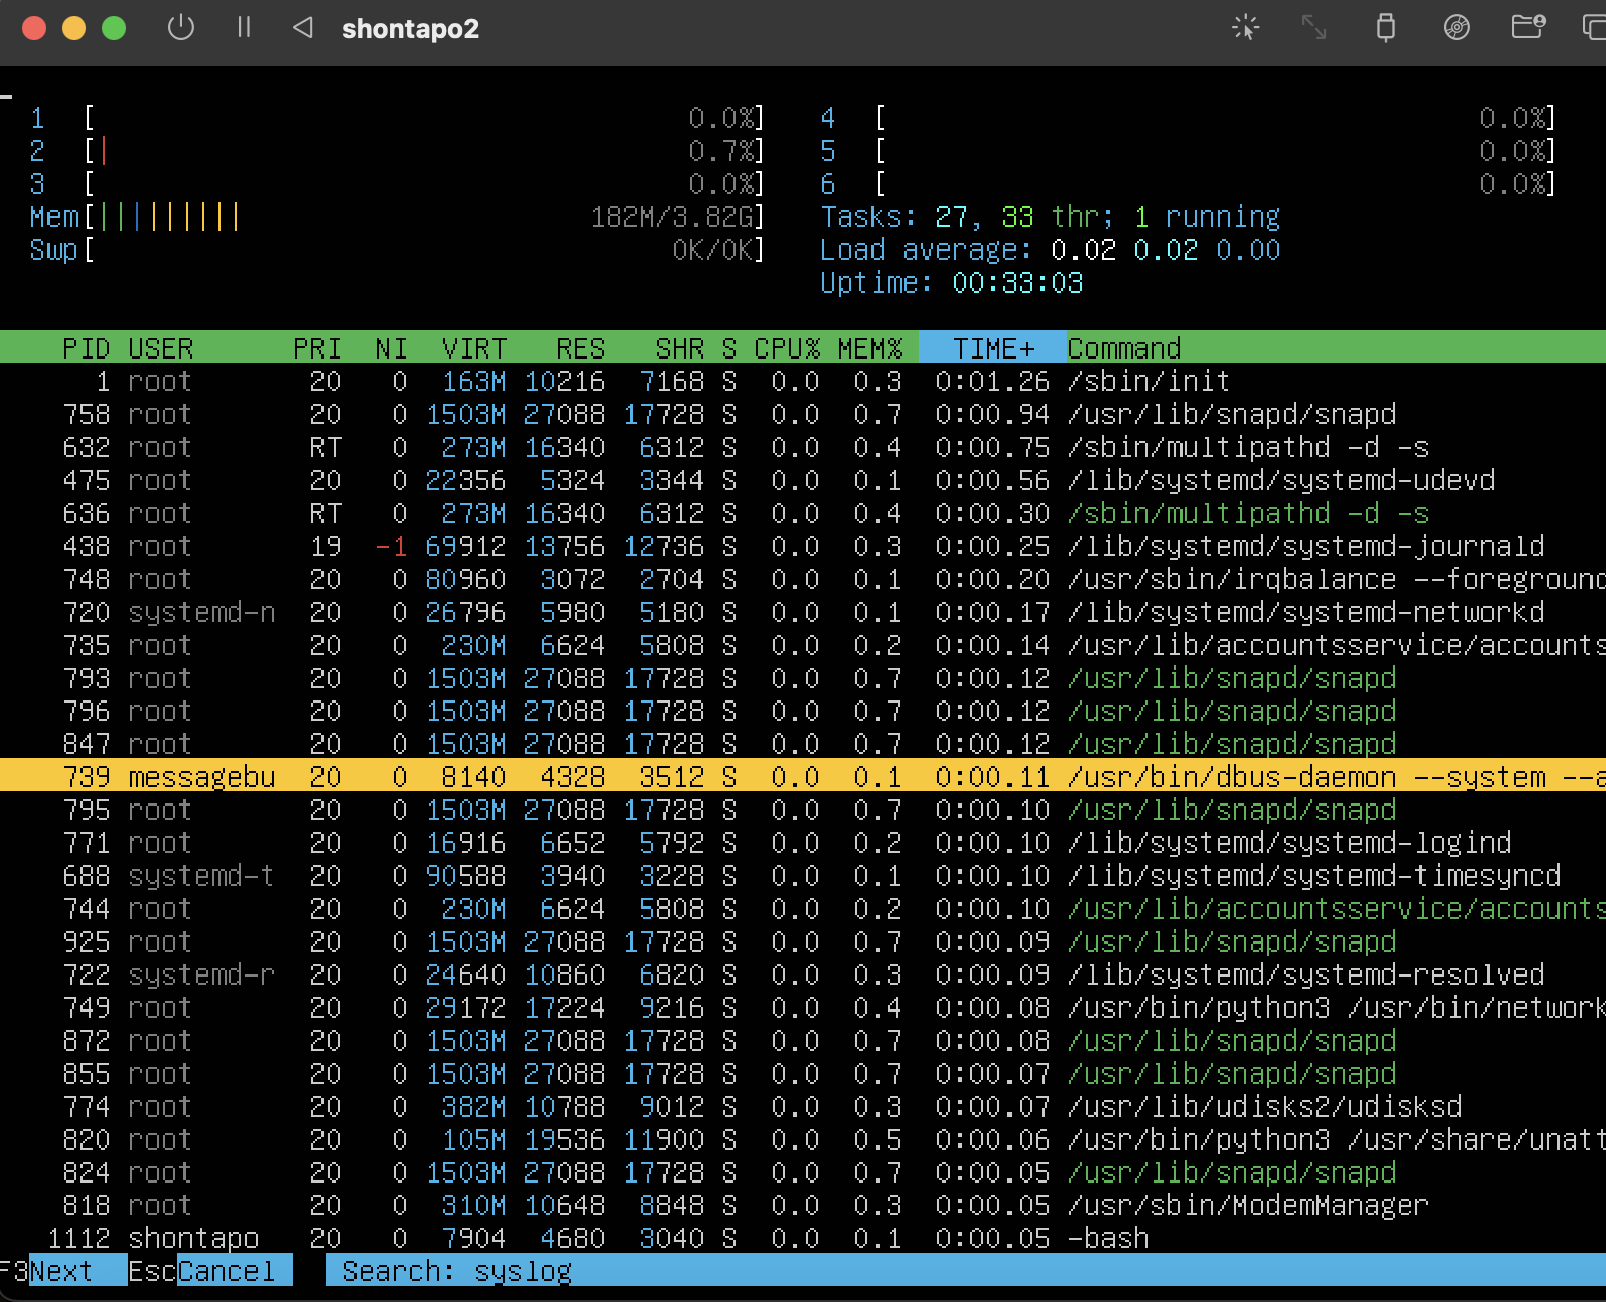 shontapo2
1 [ 0.0%] 4 [ 0.0%]
2 [| 0.7%] 5 [ 0.0%]
3 [ 0.0%] 6 [ 0.0%]
Mem[||||||||| 182M/3.82G] Tasks: 27, 33 thr; 1 running
Swp[ 0K/0K] Load average: 0.02 0.02 0.00
Uptime: 00:33:03
PID USER PRI NI VIRT RES SHR S CPU% MEM% TIME+ Command
1 root 20 0 163M 10216 7168 S 0.0 0.3 0:01.26 /sbin/init
758 root 20 0 1503M 27088 17728 S 0.0 0.7 0:00.94 /usr/lib/snapd/snapd
632 root RT 0 273M 16340 6312 S 0.0 0.4 0:00.75 /sbin/multipathd -d -s
475 root 20 0 22356 5324 3344 S 0.0 0.1 0:00.56 /lib/systemd/systemd-udevd
636 root RT 0 273M 16340 6312 S 0.0 0.4 0:00.30 /sbin/multipathd -d -s
438 root 19 -1 69912 13756 12736 S 0.0 0.3 0:00.25 /lib/systemd/systemd-journald
748 root 20 0 80960 3072 2704 S 0.0 0.1 0:00.20 /usr/sbin/irqbalance --foreground
720 systemd-n 20 0 26796 5980 5180 S 0.0 0.1 0:00.17 /lib/systemd/systemd-networkd
735 root 20 0 230M 6624 5808 S 0.0 0.2 0:00.14 /usr/lib/accountsservice/accounts
793 root 20 0 1503M 27088 17728 S 0.0 0.7 0:00.12 /usr/lib/snapd/snapd
796 root 20 0 1503M 27088 17728 S 0.0 0.7 0:00.12 /usr/lib/snapd/snapd
847 root 20 0 1503M 27088 17728 S 0.0 0.7 0:00.12 /usr/lib/snapd/snapd
739 messagebu 20 0 8140 4328 3512 S 0.0 0.1 0:00.11 /usr/bin/dbus-daemon --system --a
795 root 20 0 1503M 27088 17728 S 0.0 0.7 0:00.10 /usr/lib/snapd/snapd
771 root 20 0 16916 6652 5792 S 0.0 0.2 0:00.10 /lib/systemd/systemd-logind
688 systemd-t 20 0 90588 3940 3228 S 0.0 0.1 0:00.10 /lib/systemd/systemd-timesyncd
744 root 20 0 230M 6624 5808 S 0.0 0.2 0:00.10 /usr/lib/accountsservice/accounts
925 root 20 0 1503M 27088 17728 S 0.0 0.7 0:00.09 /usr/lib/snapd/snapd
722 systemd-r 20 0 24640 10860 6820 S 0.0 0.3 0:00.09 /lib/systemd/systemd-resolved
749 root 20 0 29172 17224 9216 S 0.0 0.4 0:00.08 /usr/bin/python3 /usr/bin/network
872 root 20 0 1503M 27088 17728 S 0.0 0.7 0:00.08 /usr/lib/snapd/snapd
855 root 20 0 1503M 27088 17728 S 0.0 0.7 0:00.07 /usr/lib/snapd/snapd
774 root 20 0 382M 10788 9012 S 0.0 0.3 0:00.07 /usr/lib/udisks2/udisksd
820 root 20 0 105M 19536 11900 S 0.0 0.5 0:00.06 /usr/bin/python3 /usr/share/unatt
824 root 20 0 1503M 27088 17728 S 0.0 0.7 0:00.05 /usr/lib/snapd/snapd
818 root 20 0 310M 10648 8848 S 0.0 0.3 0:00.05 /usr/sbin/ModemManager
1112 shontapo 20 0 7904 4680 3040 S 0.0 0.1 0:00.05 -bash
F3Next EscCancel Search: syslog